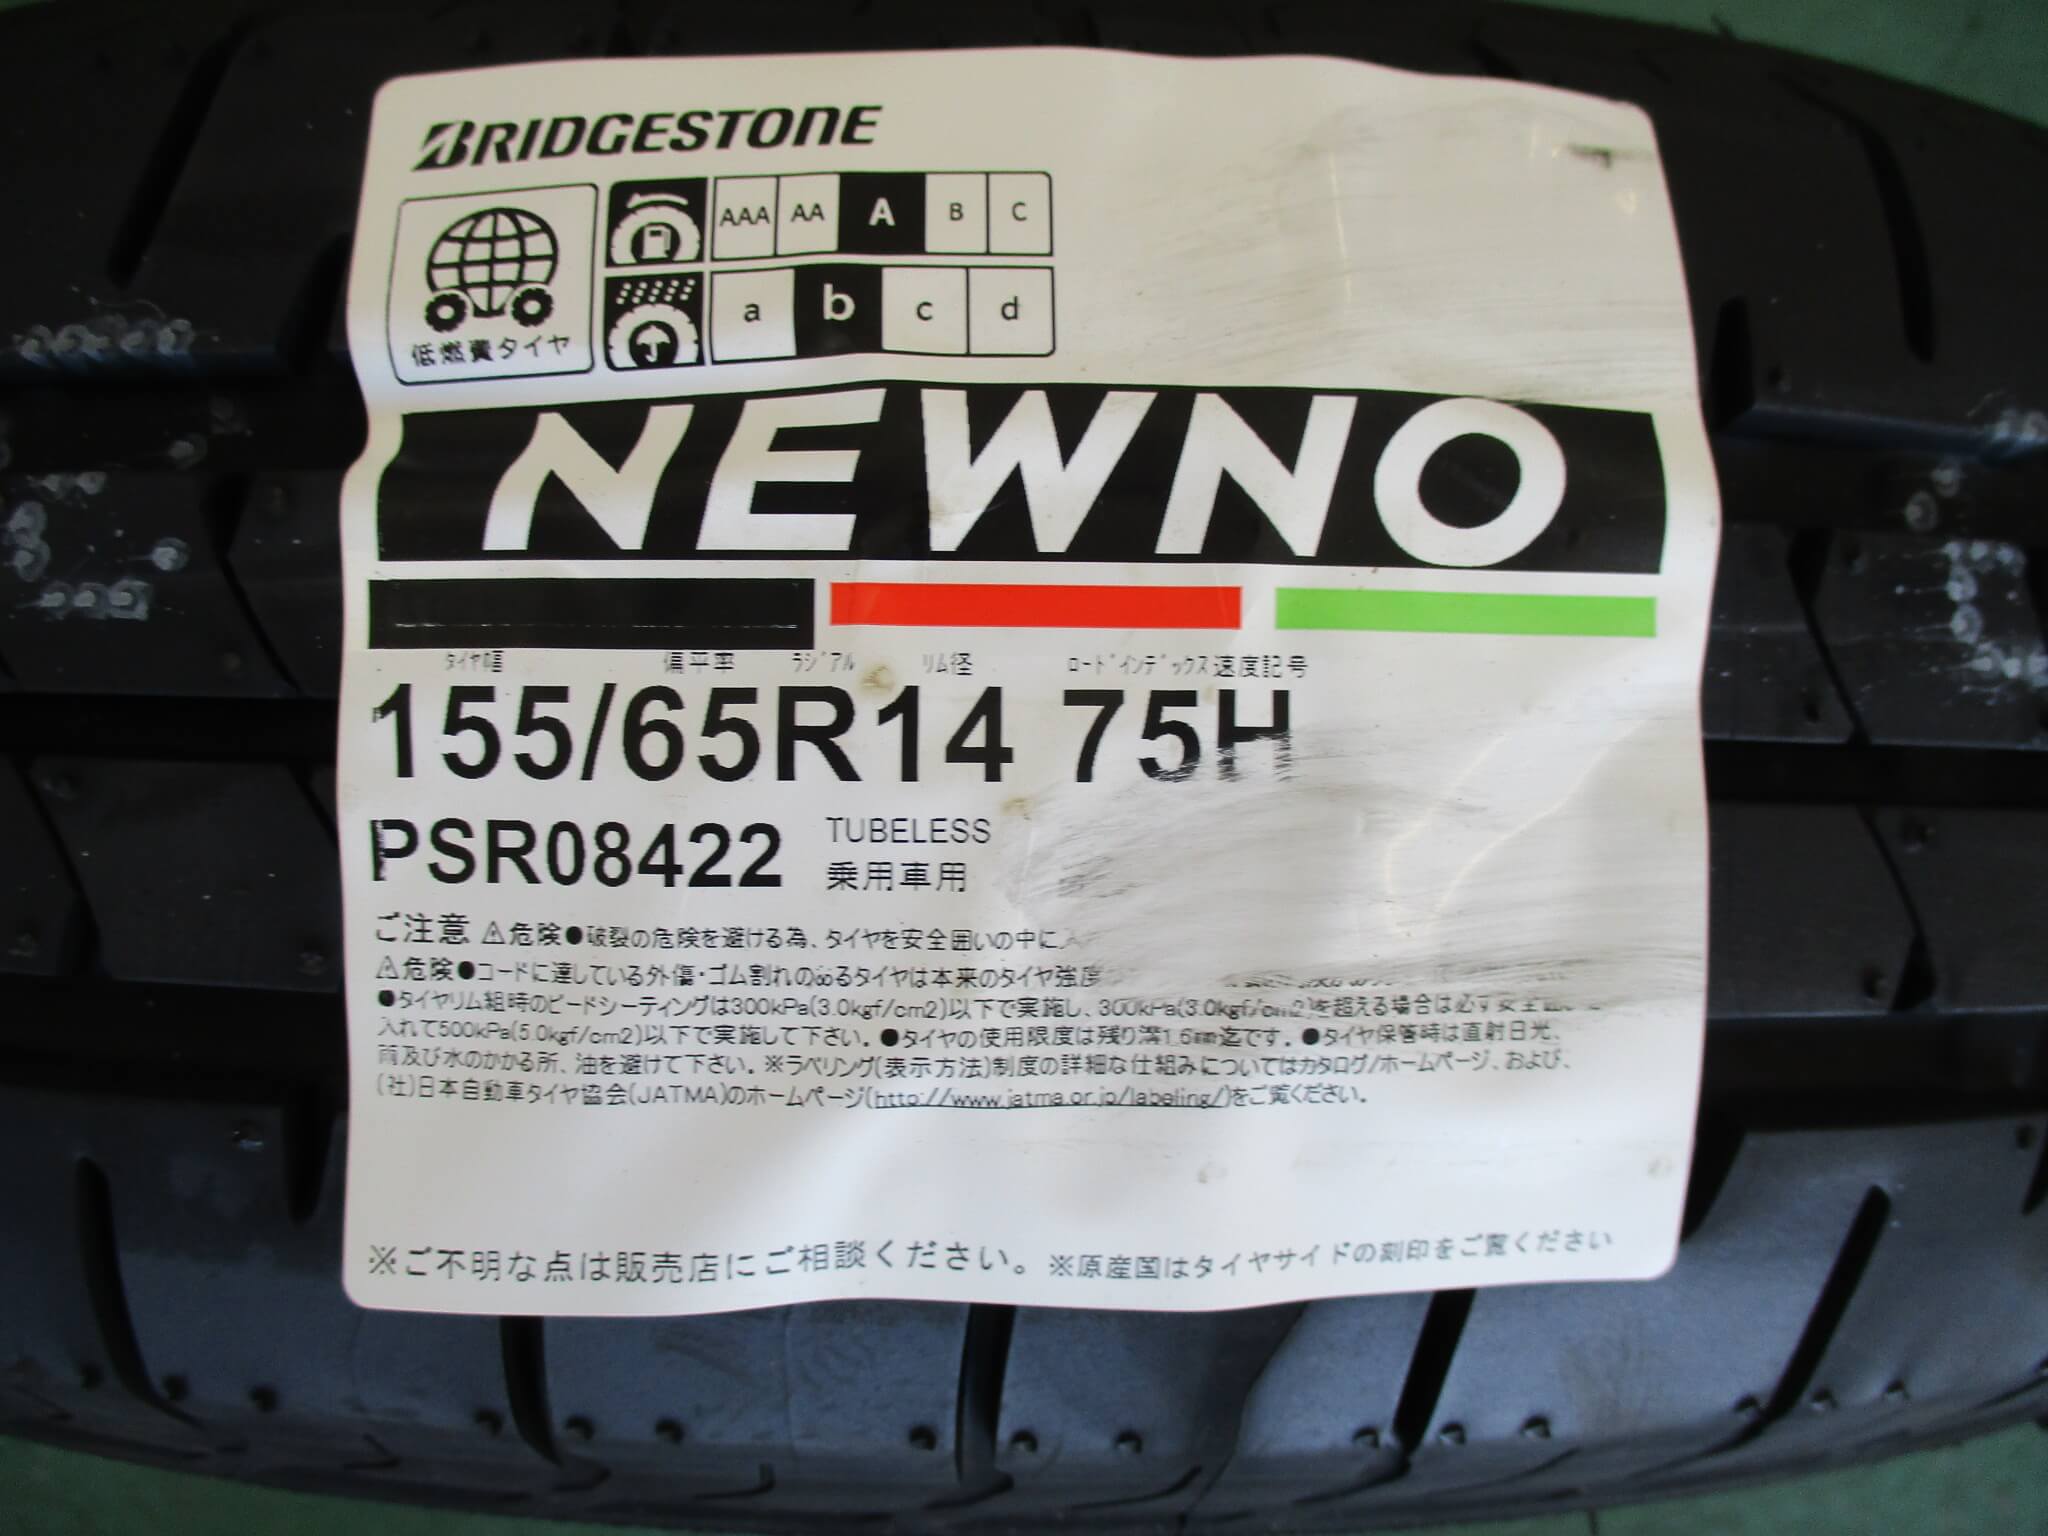 BRIDGESTONE
AAA AA A B C
a b c d
低燃費タイヤ
NEWNO
タイヤ幅 偏平率 ラジアル リム径 ロードインデックス 速度記号
155/65R14 75H
PSR08422 TUBELESS
乗用車用
ご注意 ⚠危険●破裂の危険を避ける為、タイヤを安全囲いの中に
⚠危険●コードに達している外傷・ゴム割れのあるタイヤは本来のタイヤ強度
●タイヤリム組時のビードシーティングは300kPa(3.0kgf/cm2)以下で実施し、300kPa(3.0kgf/cm2)を超える場合は必ず安全
入れて500kPa(5.0kgf/cm2)以下で実施して下さい。●タイヤの使用限度は残り溝1.6mm迄です。●タイヤ保管時は直射日光、
雨及び水のかかる所、油を避けて下さい。※ラベリング(表示方法)制度の詳細な仕組みについてはカタログ/ホームページ、および、
(社)日本自動車タイヤ協会(JATMA)のホームページ(http://www.jatma.or.jp/labeling/)をご覧ください。
※ご不明な点は販売店にご相談ください。 ※原産国はタイヤサイドの刻印をご覧ください